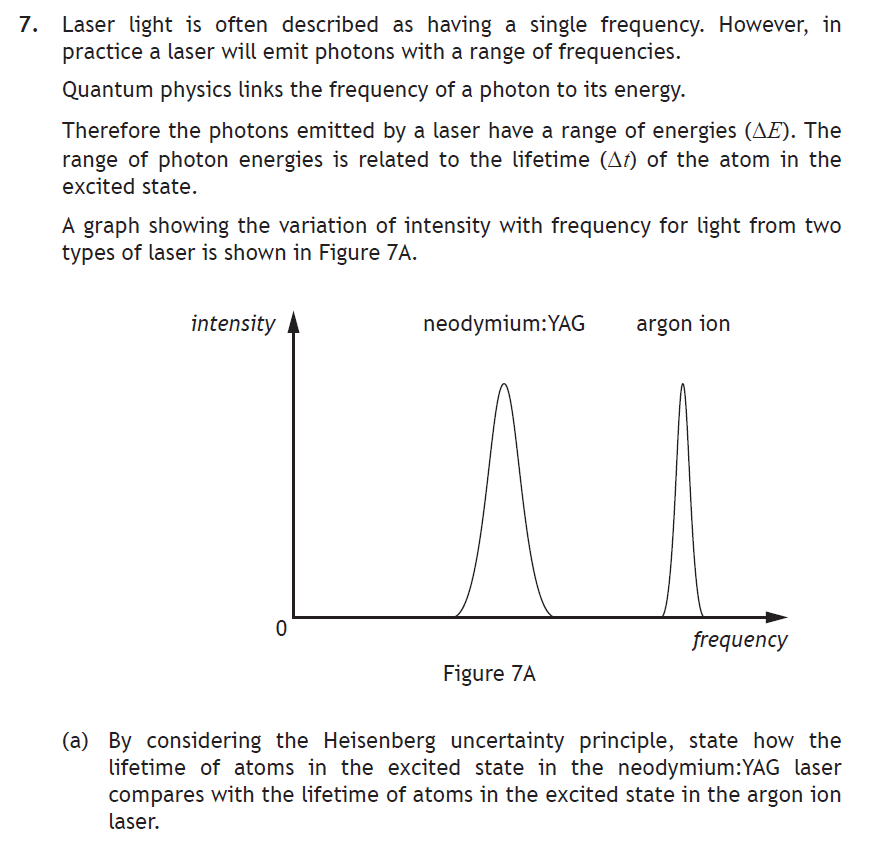 7. Laser light is often described as having a single frequency. However, in
practice a laser will emit photons with a range of frequencies.
Quantum physics links the frequency of a photon to its energy.
Therefore the photons emitted by a laser have a range of energies (ΔE). The
range of photon energies is related to the lifetime (Δt) of the atom in the
excited state.
A graph showing the variation of intensity with frequency for light from two
types of laser is shown in Figure 7A.
intensity
neodymium:YAG
argon ion
0
frequency
Figure 7A
(a) By considering the Heisenberg uncertainty principle, state how the
lifetime of atoms in the excited state in the neodymium:YAG laser
compares with the lifetime of atoms in the excited state in the argon ion
laser.